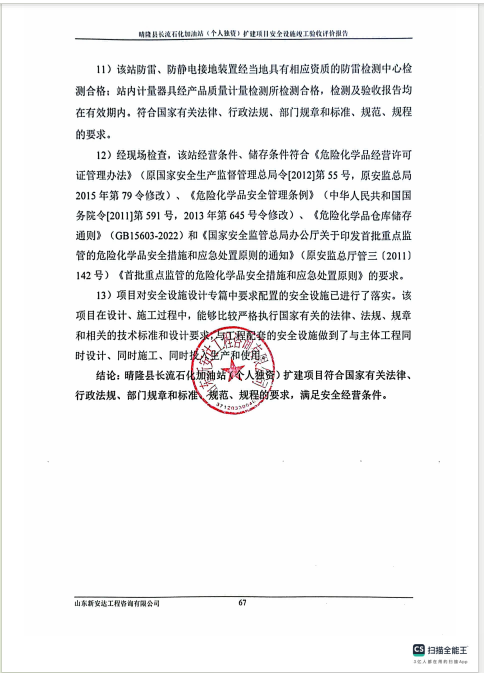 晴隆县长流石化加油站（个人独资）扩建项目安全设施竣工验收评价报告
11）该站防雷、防静电接地装置经当地具有相应资质的防雷检测中心检
测合格；站内计量器具经产品质量计量检测所检测合格，检测及验收报告均
在有效期内。符合国家有关法律、行政法规、部门规章和标准、规范、规程
的要求。
12）经现场检查，该站经营条件、储存条件符合《危险化学品经营许可
证管理办法》（原国家安全生产监督管理总局令[2012]第 55 号，原安监总局
2015 年第 79 令修改）、《危险化学品安全管理条例》（中华人民共和国国
务院令[2011]第 591 号，2013 年第 645 号令修改）、《危险化学品仓库储存
通则》（GB15603-2022）和《国家安全监管总局办公厅关于印发首批重点监
管的危险化学品安全措施和应急处置原则的通知》（原安监总厅管三〔2011〕
142 号）《首批重点监管的危险化学品安全措施和应急处置原则》的要求。
13）项目对安全设施设计专篇中要求配置的安全设施已进行了落实。该
项目在设计、施工过程中，能够比较严格执行国家有关的法律、法规、规章
和相关的技术标准和设计要求，与工程配套的安全设施做到了与主体工程同
时设计、同时施工、同时投入生产和使用。
结论：晴隆县长流石化加油站（个人独资）扩建项目符合国家有关法律、
行政法规、部门规章和标准、规范、规程的要求，满足安全经营条件。
山东新安达工程咨询有限公司 67
CS 扫描全能王
3亿人都在用的扫描App